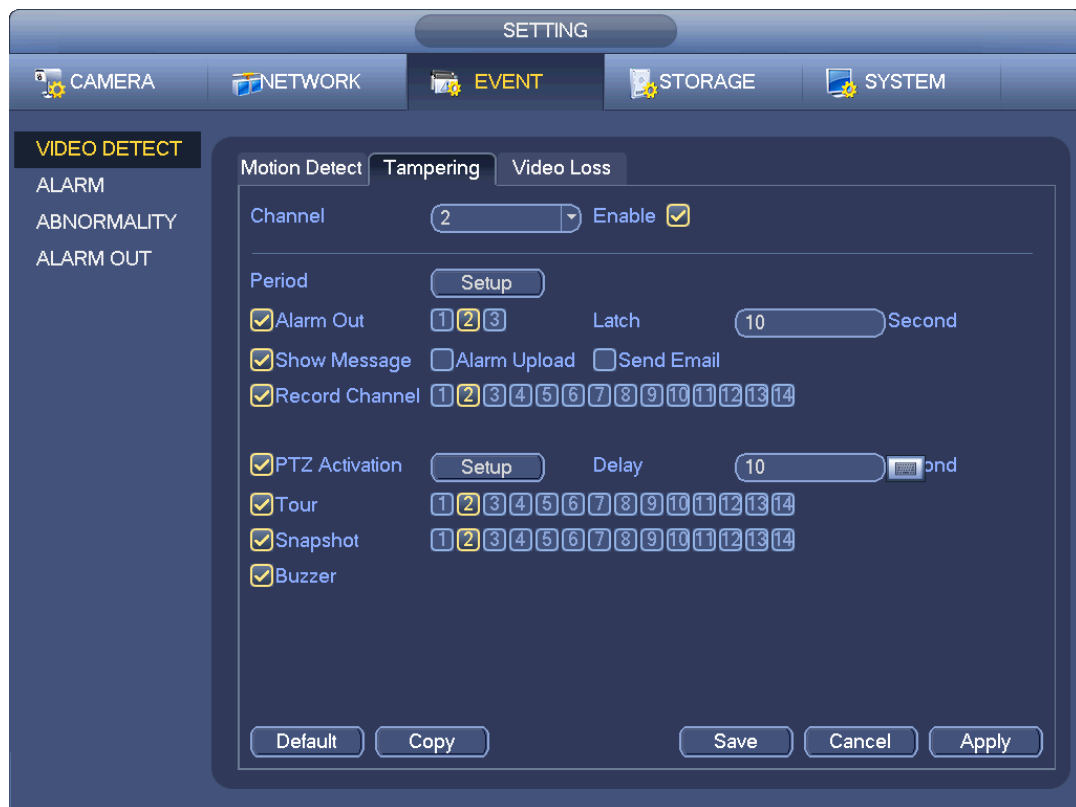 SETTING
CAMERA NETWORK EVENT STORAGE SYSTEM
VIDEO DETECT
ALARM
ABNORMALITY
ALARM OUT
Motion Detect Tampering Video Loss
Channel 2 Enable
Period Setup
Alarm Out 1 2 3 Latch 10 Second
Show Message Alarm Upload Send Email
Record Channel 1 2 3 4 5 6 7 8 9 10 11 12 13 14
PTZ Activation Setup Delay 10 ond
Tour 1 2 3 4 5 6 7 8 9 10 11 12 13 14
Snapshot 1 2 3 4 5 6 7 8 9 10 11 12 13 14
Buzzer
Default Copy Save Cancel Apply